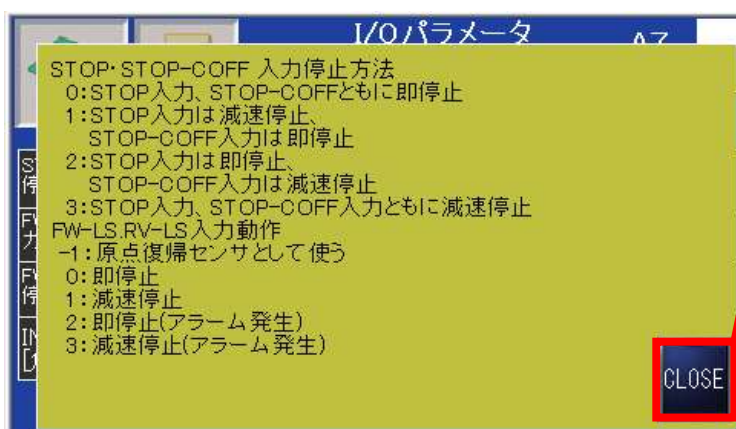 I/Oパラメータ
AZ
STOP・STOP-COFF 入力停止方法
0:STOP入力、STOP-COFFともに即停止
1:STOP入力は減速停止、
STOP-COFF入力は即停止
2:STOP入力は即停止、
STOP-COFF入力は減速停止
3:STOP入力、STOP-COFF入力ともに減速停止
FW-LS.RV-LS入力動作
-1:原点復帰センサとして使う
0:即停止
1:減速停止
2:即停止(アラーム発生)
3:減速停止(アラーム発生)
CLOSE